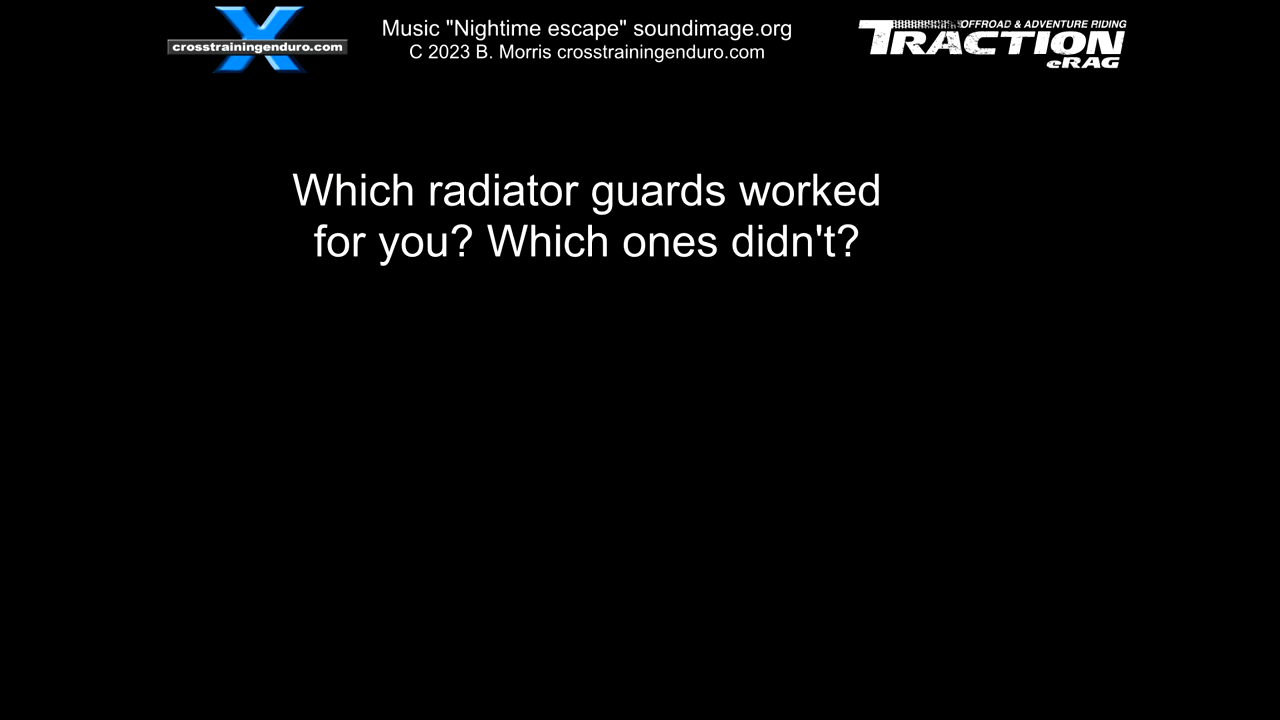 crosstrainingenduro.com
Music "Nightime escape" soundimage.org
C 2023 B. Morris crosstrainingenduro.com
OFFROAD & ADVENTURE RIDING
TRACTION
eRAG
Which radiator guards worked
for you? Which ones didn't?